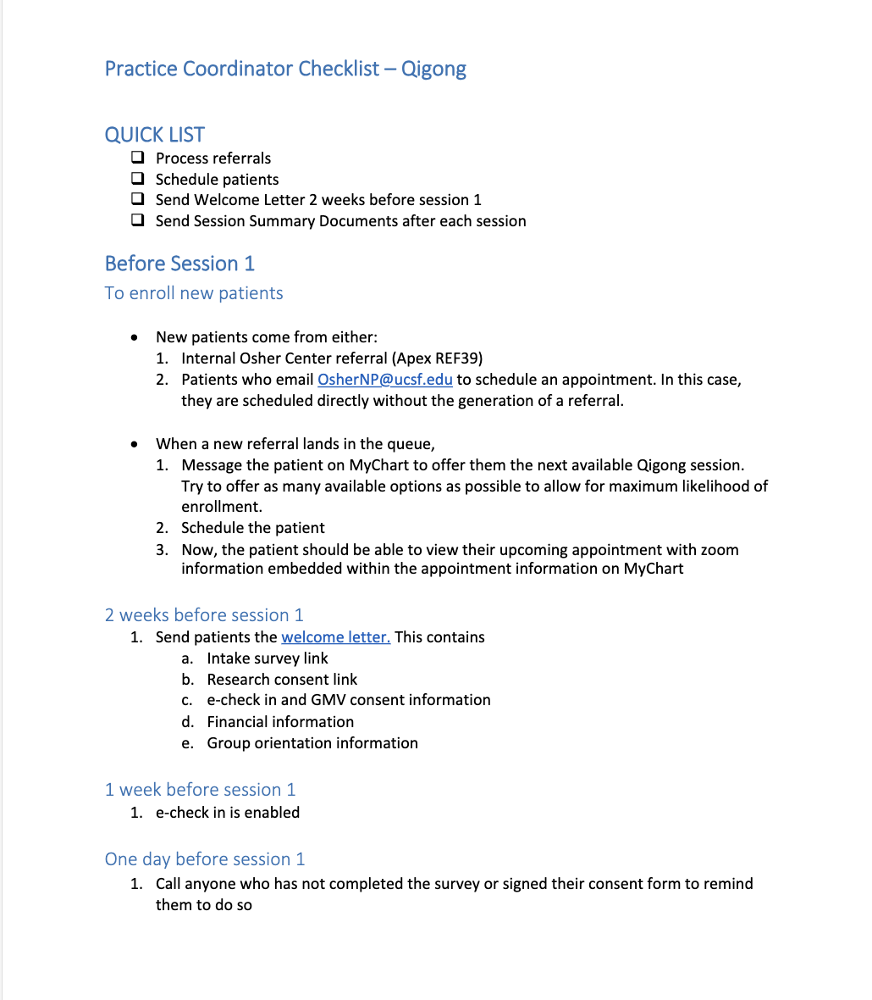 Practice Coordinator Checklist – Qigong
QUICK LIST
❑ Process referrals
❑ Schedule patients
❑ Send Welcome Letter 2 weeks before session 1
❑ Send Session Summary Documents after each session
Before Session 1
To enroll new patients
• New patients come from either:
1. Internal Osher Center referral (Apex REF39)
2. Patients who email OsherNP@ucsf.edu to schedule an appointment. In this case,
they are scheduled directly without the generation of a referral.
• When a new referral lands in the queue,
1. Message the patient on MyChart to offer them the next available Qigong session.
Try to offer as many available options as possible to allow for maximum likelihood of
enrollment.
2. Schedule the patient
3. Now, the patient should be able to view their upcoming appointment with zoom
information embedded within the appointment information on MyChart
2 weeks before session 1
1. Send patients the welcome letter. This contains
a. Intake survey link
b. Research consent link
c. e-check in and GMV consent information
d. Financial information
e. Group orientation information
1 week before session 1
1. e-check in is enabled
One day before session 1
1. Call anyone who has not completed the survey or signed their consent form to remind
them to do so